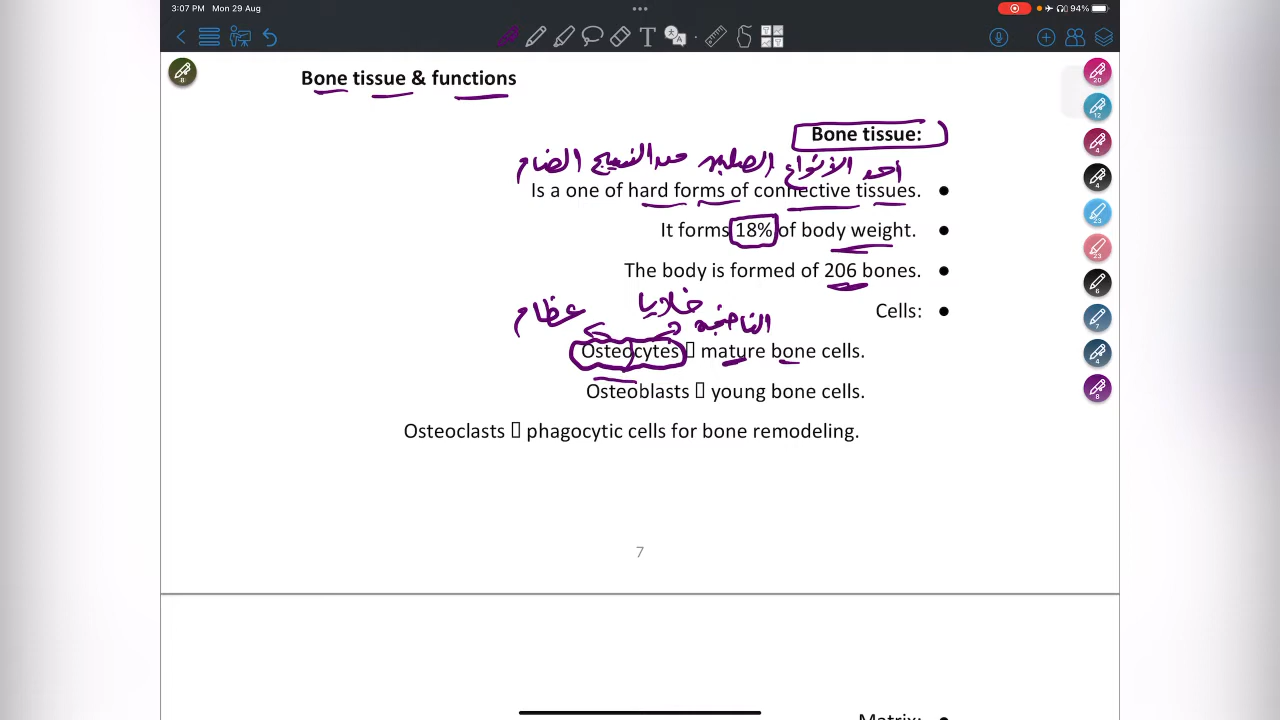 3:07 PM Mon 29 Aug
94%
Bone tissue & functions
Bone tissue:
أحد الأنواع الصلبة من النسيج الضام
Is a one of hard forms of connective tissues.
It forms 18% of body weight.
The body is formed of 206 bones.
Cells:
عظام خلايا
الناضجة
Osteocytes mature bone cells.
Osteoblasts young bone cells.
Osteoclasts phagocytic cells for bone remodeling.
7
Matrix: